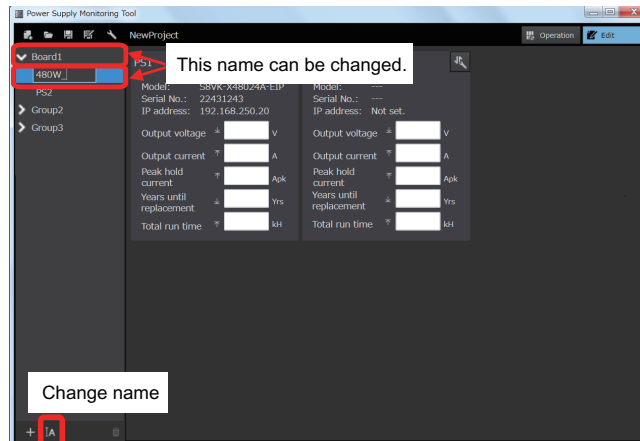 Power Supply Monitoring Tool
NewProject
Operation
Edit
Board1
480W_
PS2
Group2
Group3
This name can be changed.
PS1
Model: S8VK-X48024A-EIP
Serial No.: 22431243
IP address: 192.168.250.20
Output voltage V
Output current A
Peak hold current Apk
Years until replacement Yrs
Total run time kH
Model: ---
Serial No.: ---
IP address: Not set.
Output voltage V
Output current A
Peak hold current Apk
Years until replacement Yrs
Total run time kH
Change name